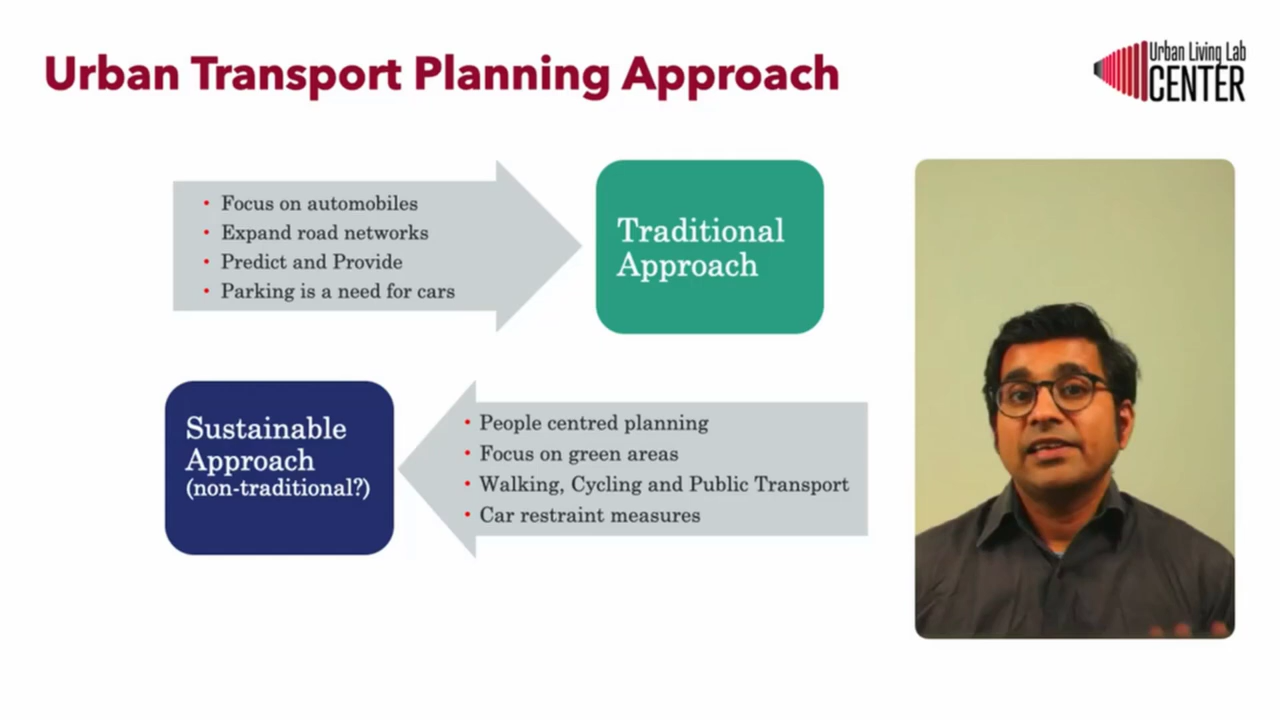 Urban Transport Planning Approach
Urban Living Lab
CENTER
• Focus on automobiles
• Expand road networks
• Predict and Provide
• Parking is a need for cars
Traditional
Approach
Sustainable
Approach
(non-traditional?)
• People centred planning
• Focus on green areas
• Walking, Cycling and Public Transport
• Car restraint measures